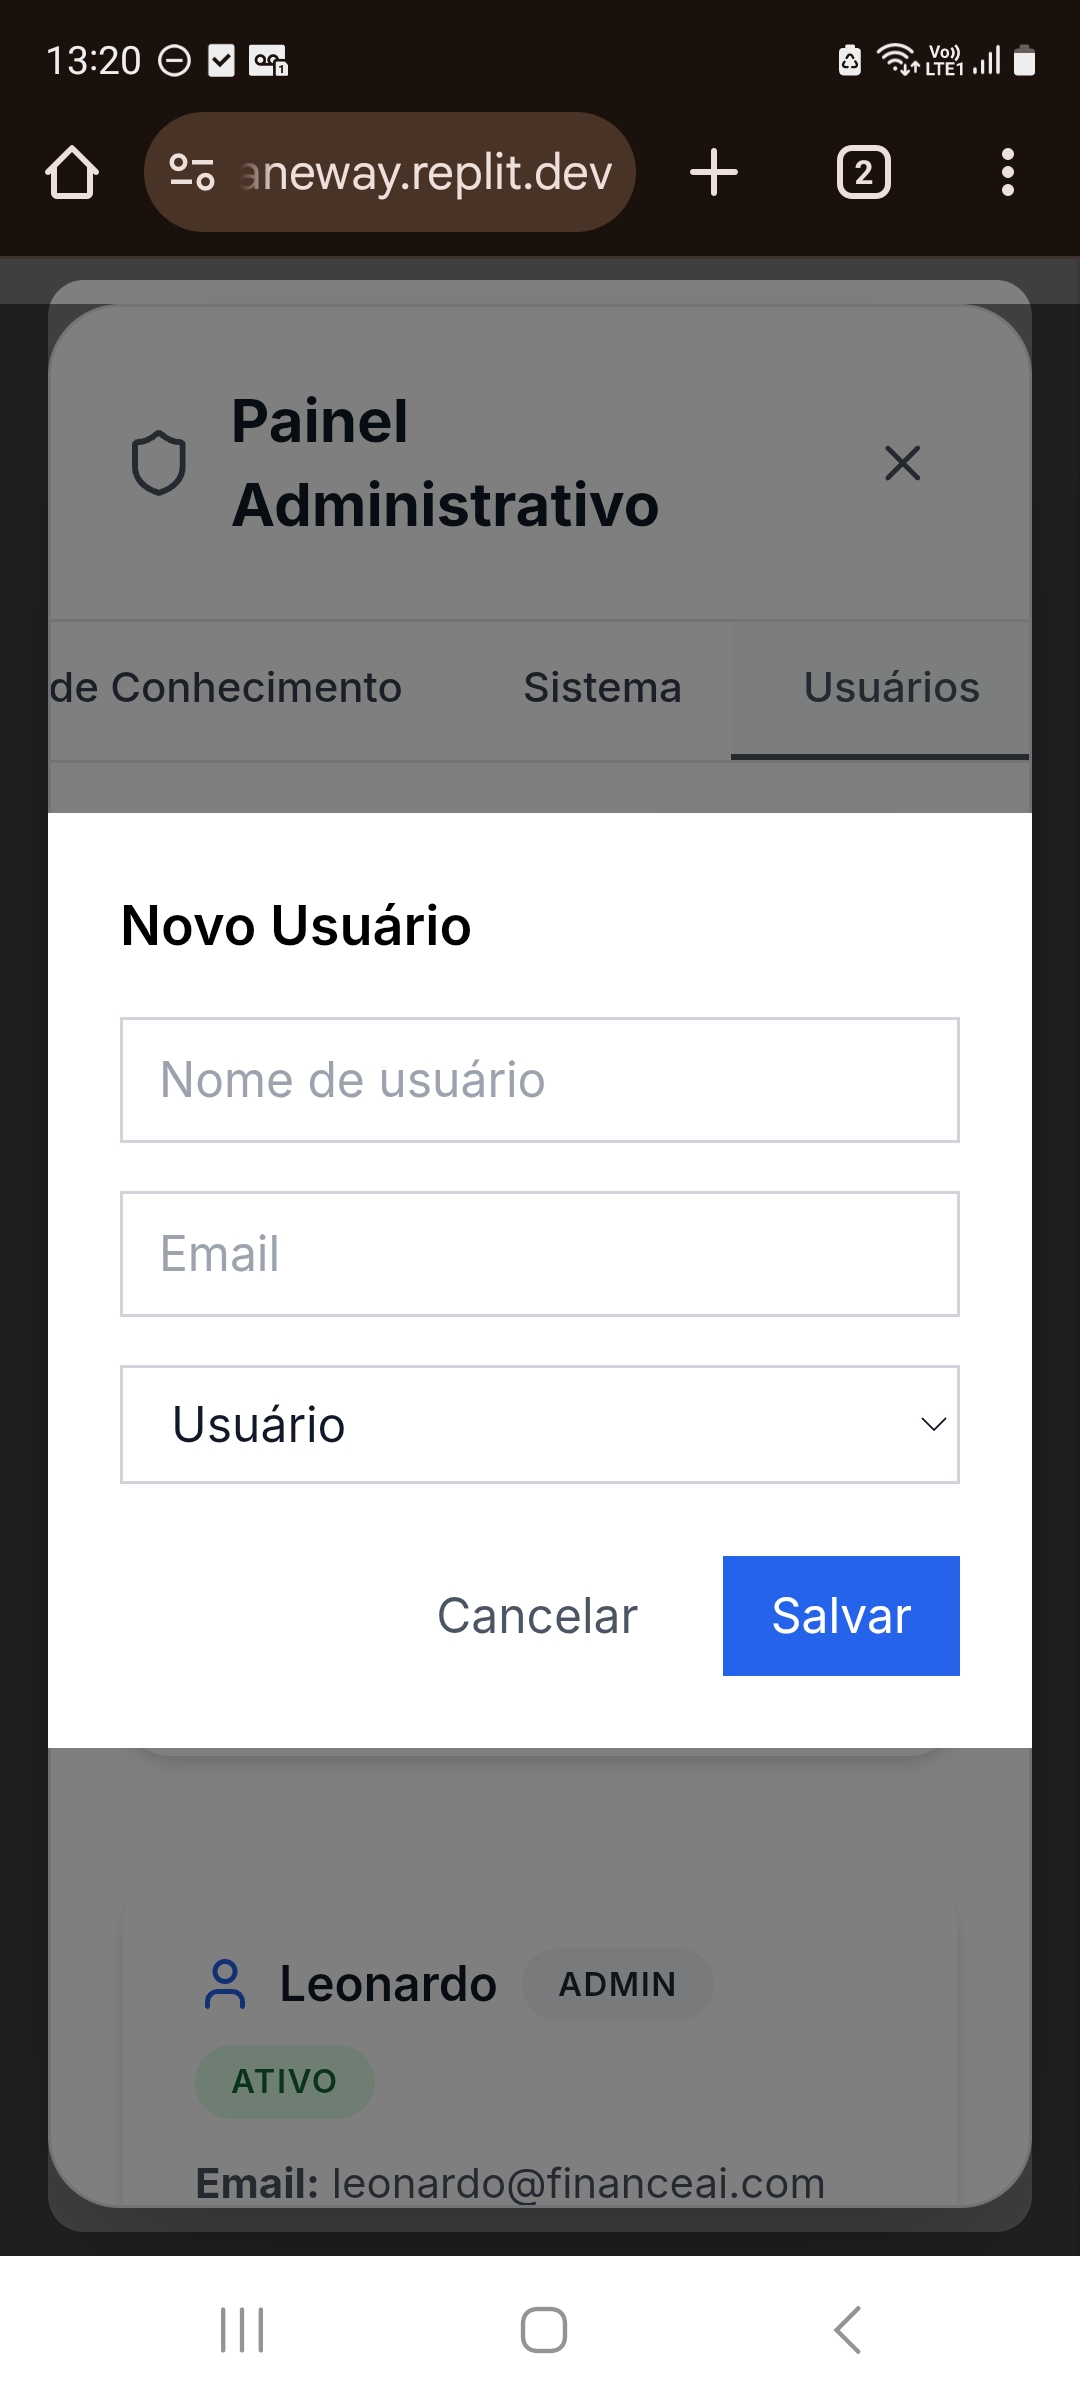 13:20
Vo))
LTE1
aneway.replit.dev
2
Painel
Administrativo
de Conhecimento
Sistema
Usuários
Novo Usuário
Nome de usuário
Email
Usuário
Cancelar
Salvar
Leonardo
ADMIN
ATIVO
Email: leonardo@financeai.com